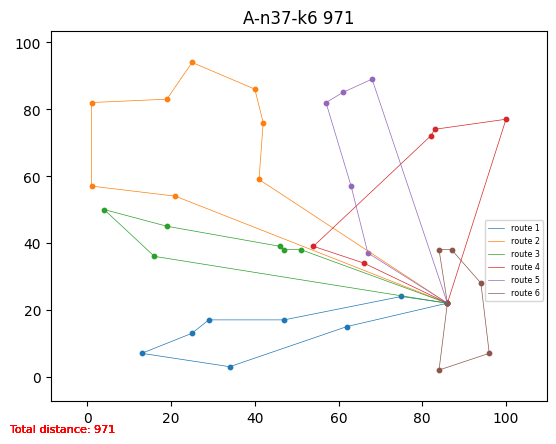 A-n37-k6 971
100
80
60
40
20
0
route 1
route 2
route 3
route 4
route 5
route 6
0 20 40 60 80 100
Total distance: 971